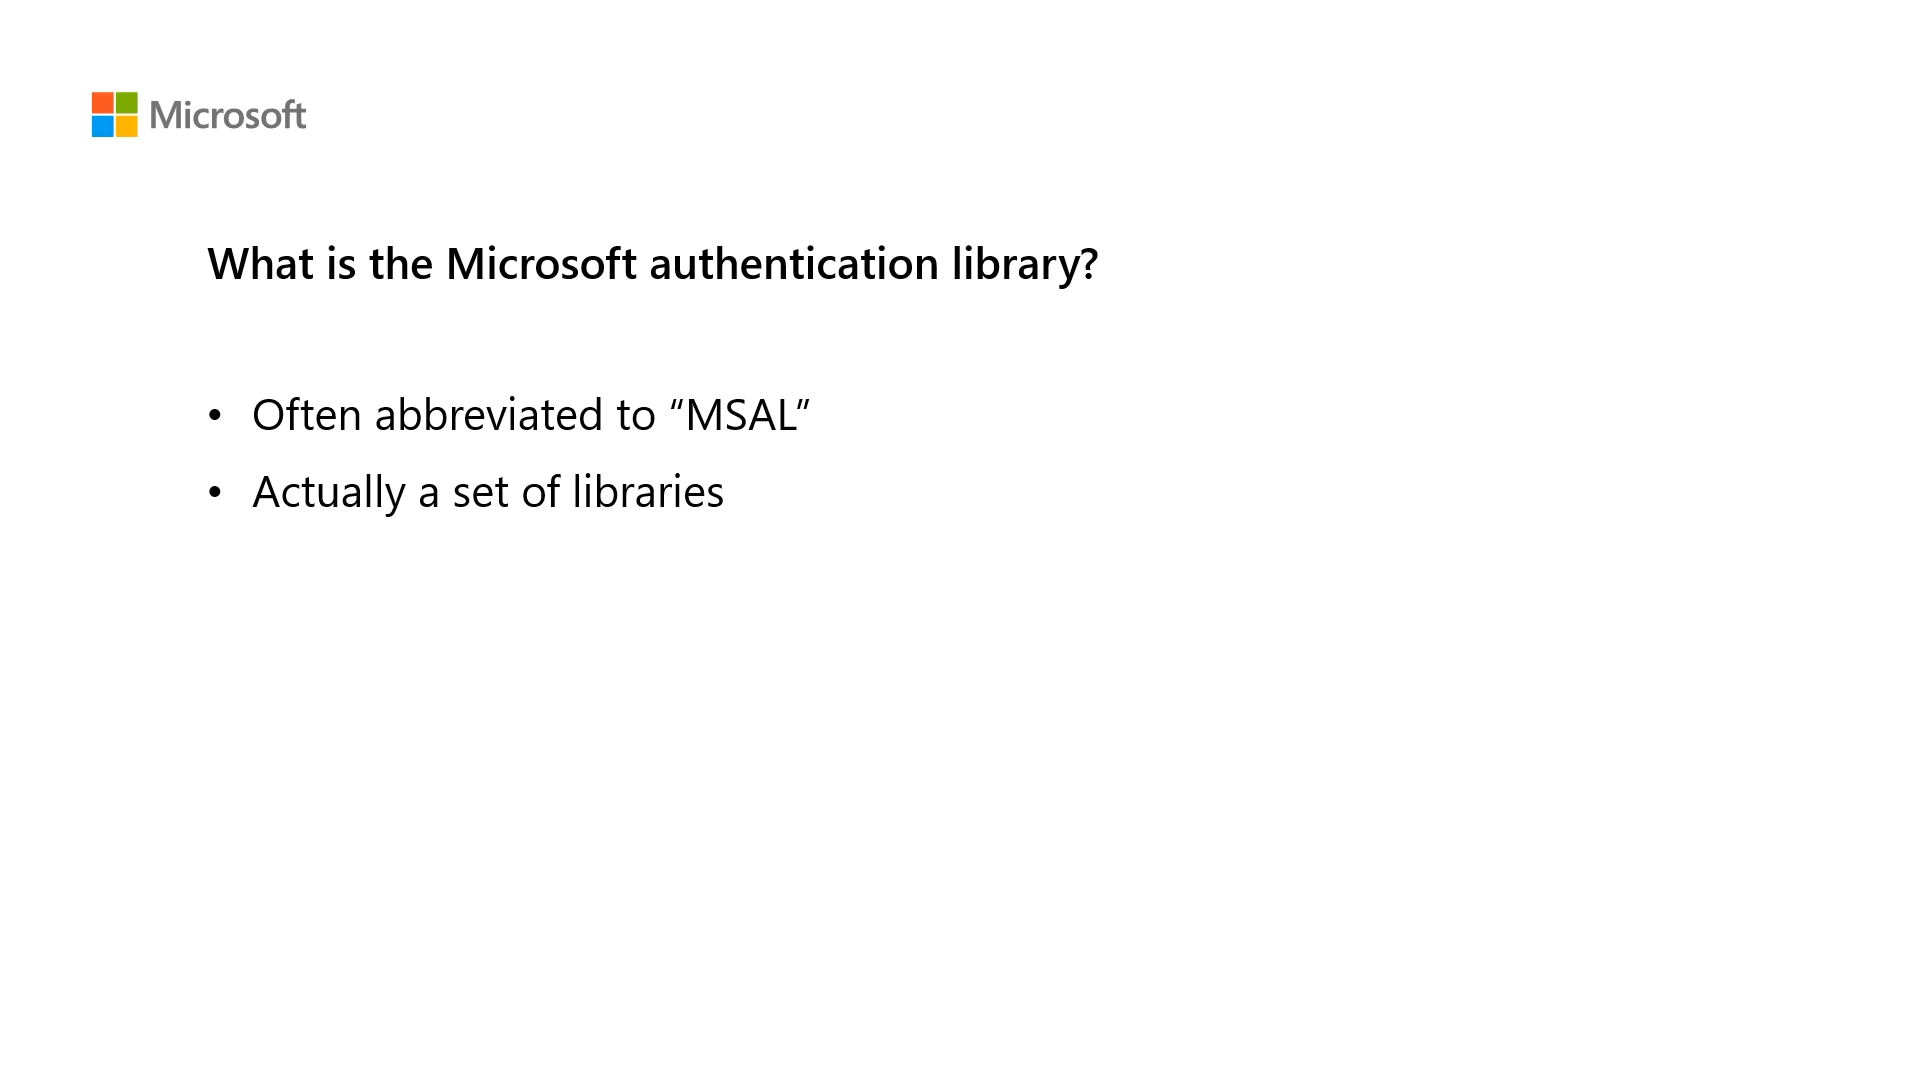 Microsoft
What is the Microsoft authentication library?
• Often abbreviated to “MSAL”
• Actually a set of libraries